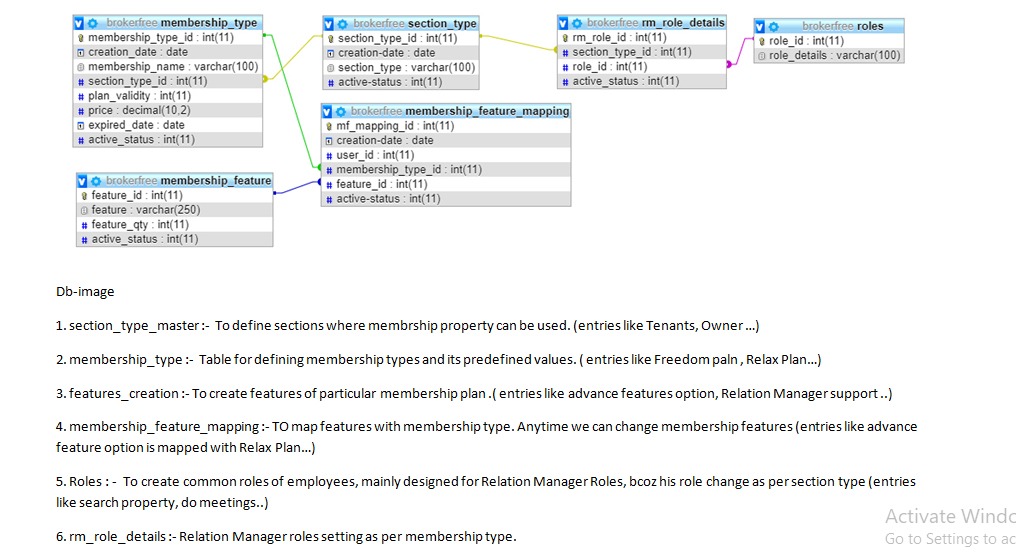 brokerfree membership_type
membership_type_id : int(11)
creation_date : date
membership_name : varchar(100)
# section_type_id : int(11)
# plan_validity : int(11)
# price : decimal(10,2)
expired_date : date
# active_status : int(11)
brokerfree section_type
section_type_id : int(11)
creation-date : date
section_type : varchar(100)
# active-status : int(11)
brokerfree rm_role_details
rm_role_id : int(11)
# section_type_id : int(11)
# role_id : int(11)
# active_status : int(11)
brokerfree roles
role_id : int(11)
role_details : varchar(100)
brokerfree membership_feature_mapping
mf_mapping_id : int(11)
creation-date : date
# user_id : int(11)
# membership_type_id : int(11)
# feature_id : int(11)
# active-status : int(11)
brokerfree membership_feature
feature_id : int(11)
feature : varchar(250)
# feature_qty : int(11)
# active_status : int(11)
Db-image
1. section_type_master :- To define sections where membrship property can be used. (entries like Tenants, Owner ...)
2. membership_type :- Table for defining membership types and its predefined values. ( entries like Freedom paln , Relax Plan...)
3. features_creation :- To create features of particular membership plan .( entries like advance features option, Relation Manager support ..)
4. membership_feature_mapping :- TO map features with membership type. Anytime we can change membership features (entries like advance
feature option is mapped with Relax Plan...)
5. Roles : - To create common roles of employees, mainly designed for Relation Manager Roles, bcoz his role change as per section type (entries
like search property, do meetings..)
6. rm_role_details :- Relation Manager roles setting as per membership type.
Activate Windo
Go to Settings to ac